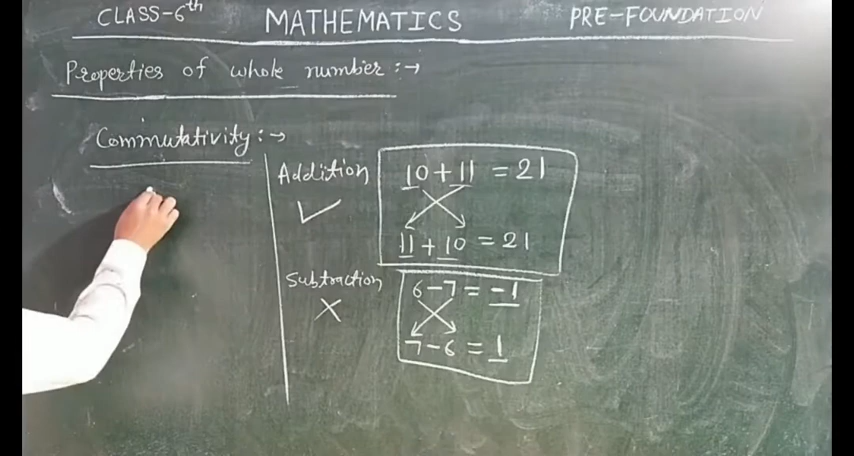 CLASS-6th MATHEMATICS PRE-FOUNDATION
Properties of whole number:→
Commutativity:→
Addition 10+11 = 21
11+10 = 21
Subtraction 6-7 = -1
7-6 = 1